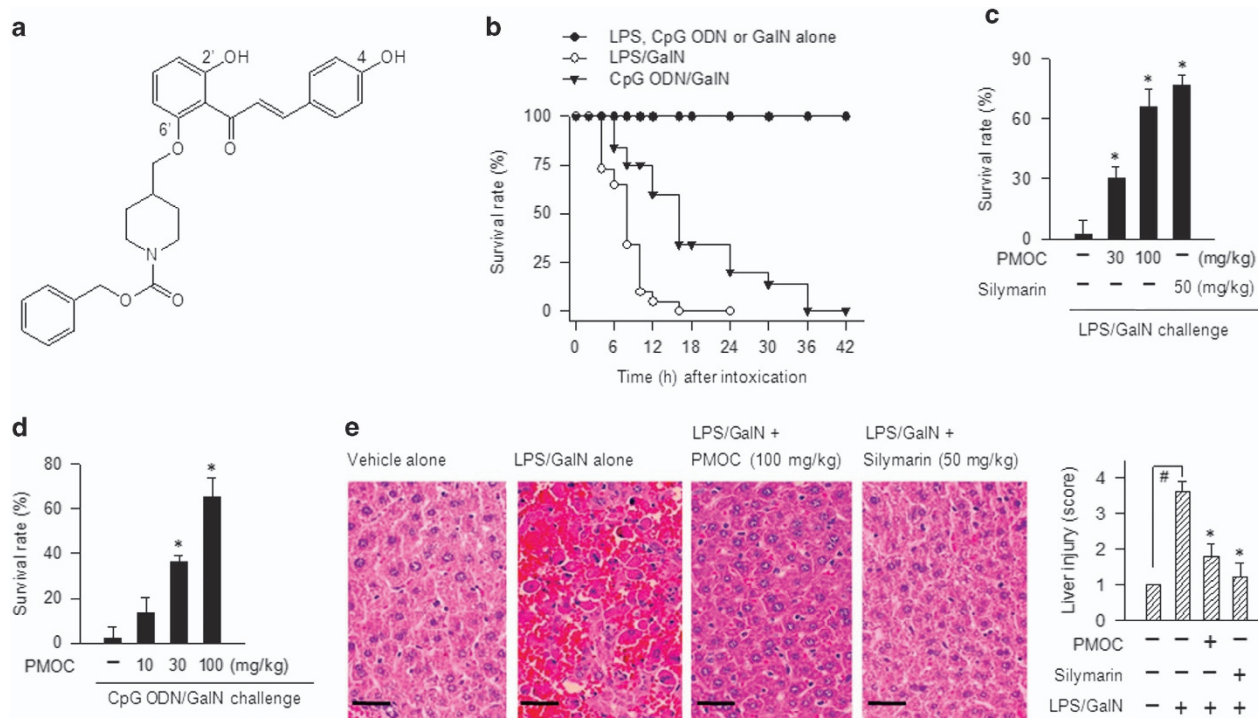 a
2'
OH
4
OH
6'
O
O
N
O
O
b
LPS, CpG ODN or GalN alone
LPS/GalN
CpG ODN/GalN
Survival rate (%)
100
75
50
25
0
0 6 12 18 24 30 36 42
Time (h) after intoxication
c
Survival rate (%)
90
60
30
0
* * *
PMOC – 30 100 – (mg/kg)
Silymarin – – – 50 (mg/kg)
LPS/GalN challenge
d
Survival rate (%)
80
60
40
20
0
* *
PMOC – 10 30 100 (mg/kg)
CpG ODN/GalN challenge
e
Vehicle alone
LPS/GalN alone
LPS/GalN +
PMOC (100 mg/kg)
LPS/GalN +
Silymarin (50 mg/kg)
Liver injury (score)
4
3
2
1
0
#
* *
PMOC – – + –
Silymarin – – – +
LPS/GalN – + + +